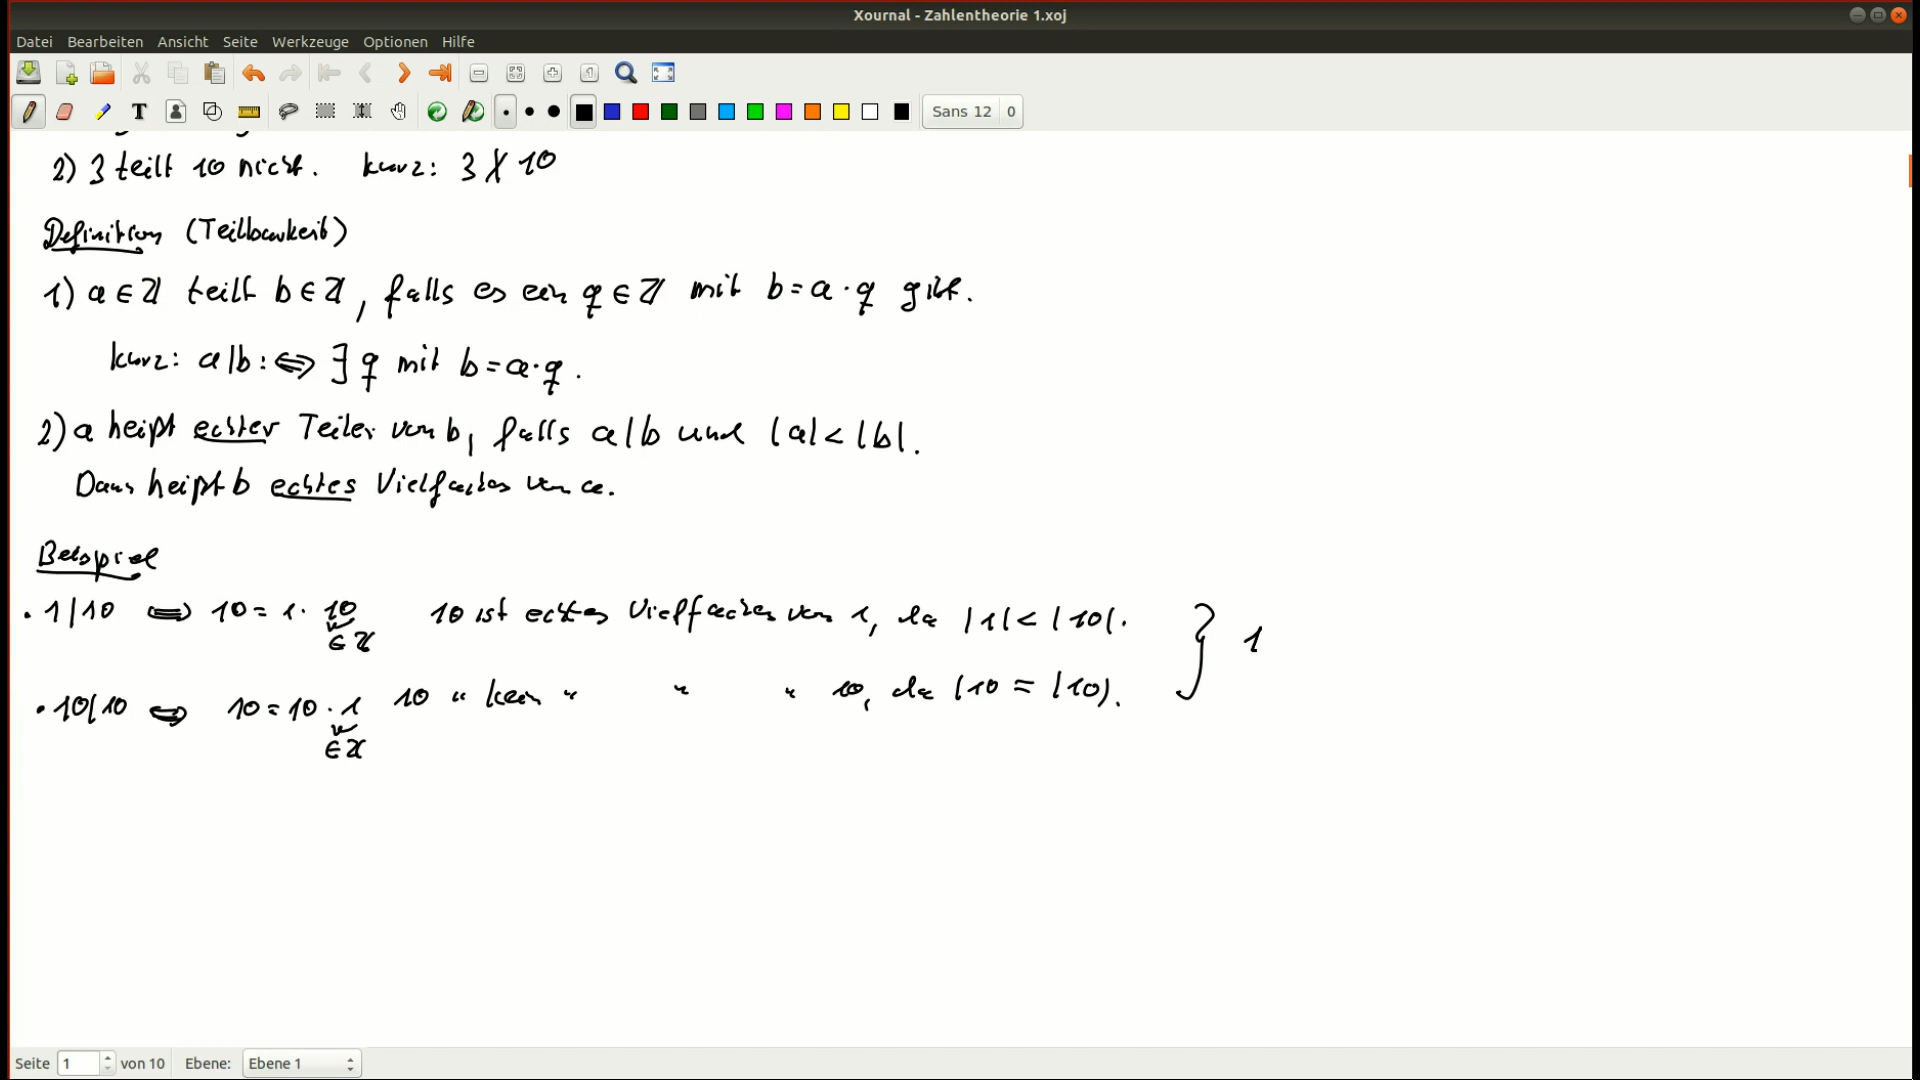 Xournal - Zahlentheorie 1.xoj
Datei Bearbeiten Ansicht Seite Werkzeuge Optionen Hilfe
Sans 12 0
2) 3 teilt 10 nicht. kurz: 3 ∤ 10
Definition (Teilbarkeit)
1) a ∈ ℤ teilt b ∈ ℤ, falls es ein q ∈ ℤ mit b = a · q gibt.
kurz: a|b :⟺ ∃ q mit b = a · q.
2) a heißt echter Teiler von b, falls a|b und |a| < |b|.
Dann heißt b echtes Vielfaches von a.
Beispiel
• 1|10 ⟺ 10 = 1 · 10 10 ist echtes Vielfaches von 1, da |1| < |10|. } 1
∈ ℤ
• 10|10 ⟺ 10 = 10 · 1 10 " kein " " " 10, da |10 = |10|.
∈ ℤ
Seite 1 von 10 Ebene: Ebene 1